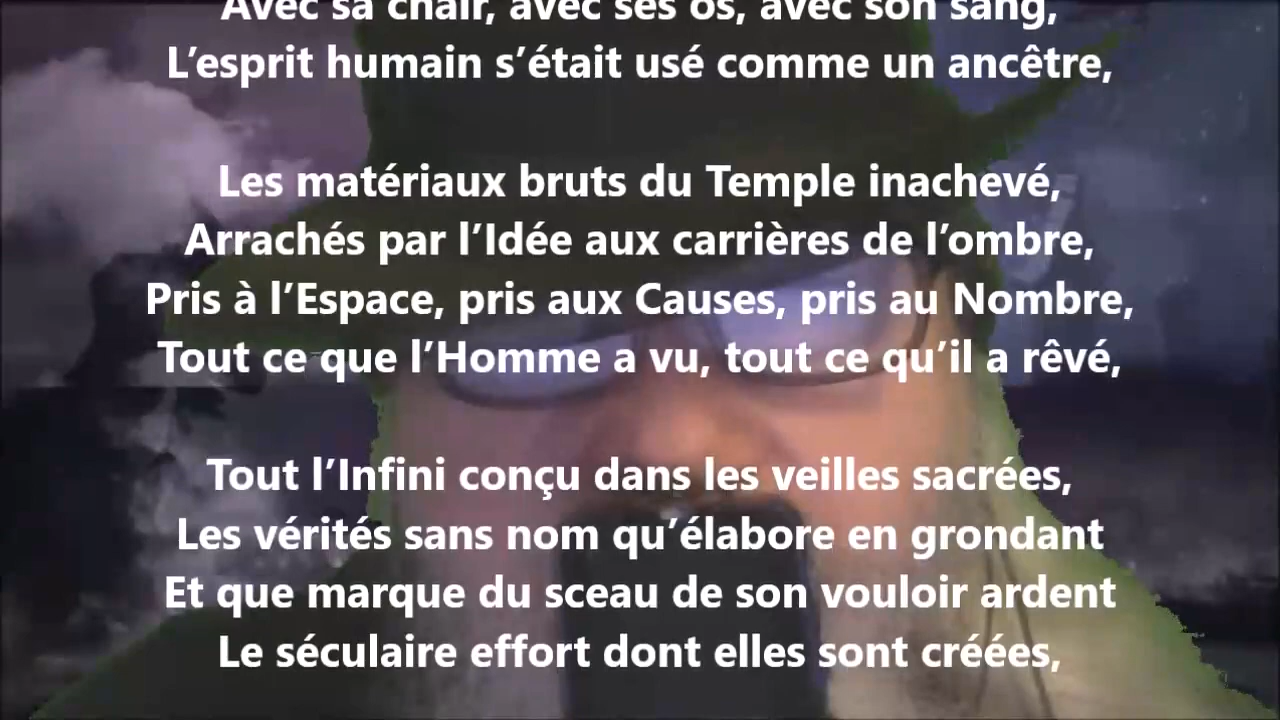 Avec sa chair, avec ses os, avec son sang,
L’esprit humain s’était usé comme un ancêtre,
Les matériaux bruts du Temple inachevé,
Arrachés par l’Idée aux carrières de l’ombre,
Pris à l’Espace, pris aux Causes, pris au Nombre,
Tout ce que l’Homme a vu, tout ce qu’il a rêvé,
Tout l’Infini conçu dans les veilles sacrées,
Les vérités sans nom qu’élabore en grondant
Et que marque du sceau de son vouloir ardent
Le séculaire effort dont elles sont créées,